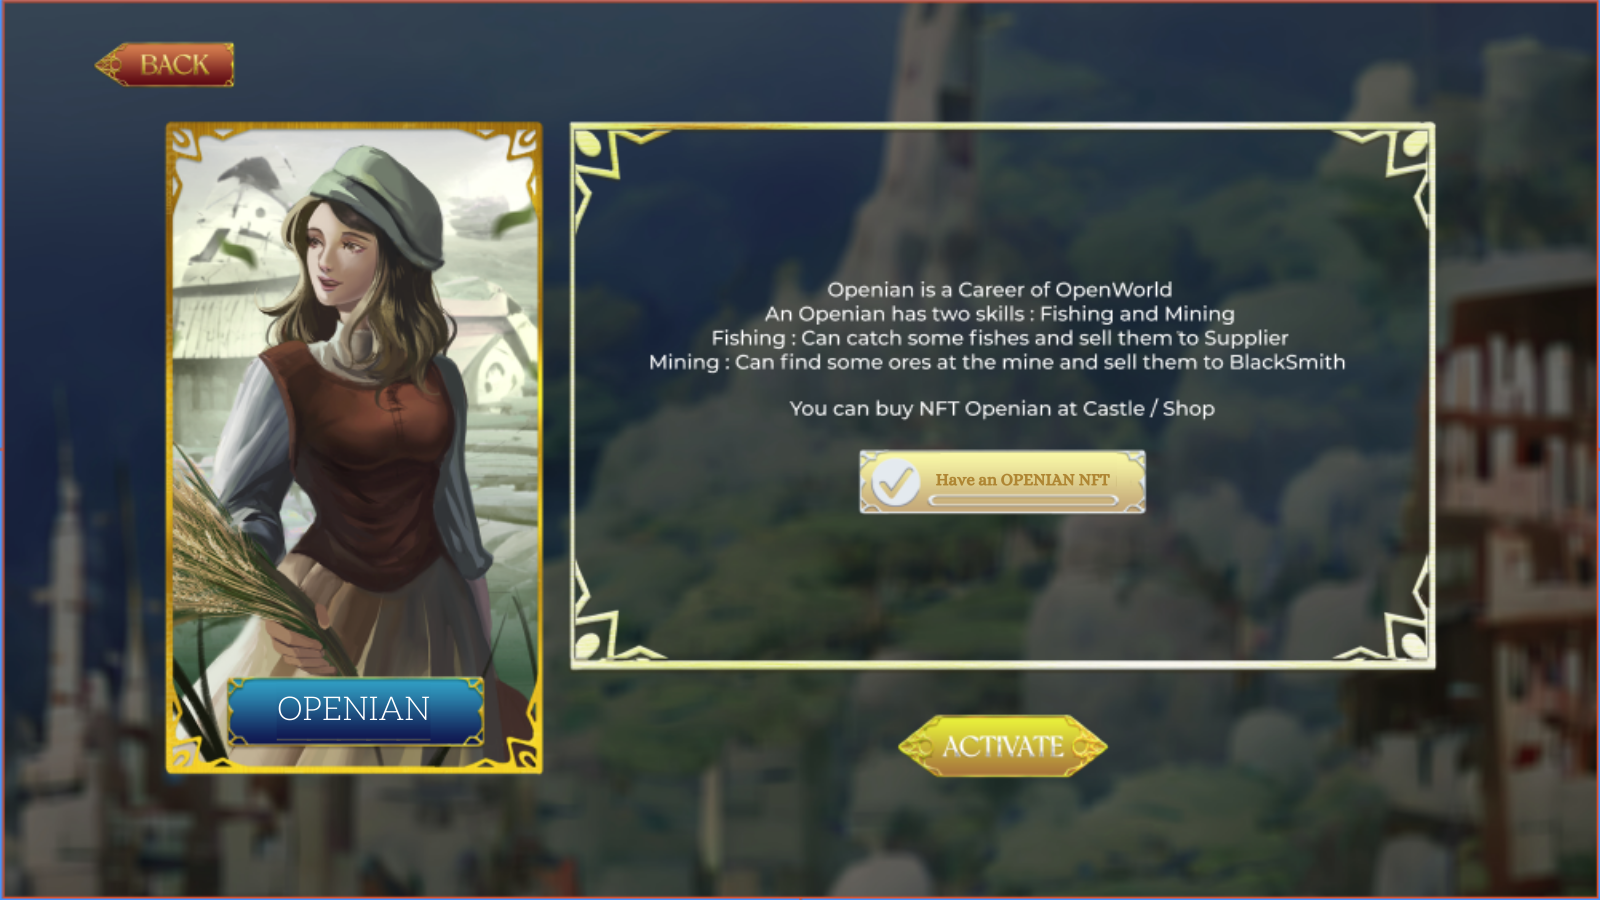 BACK
Openian is a Career of OpenWorld
An Openian has two skills : Fishing and Mining
Fishing : Can catch some fishes and sell them to Supplier
Mining : Can find some ores at the mine and sell them to BlackSmith
You can buy NFT Openian at Castle / Shop
Have an OPENIAN NFT
OPENIAN
ACTIVATE